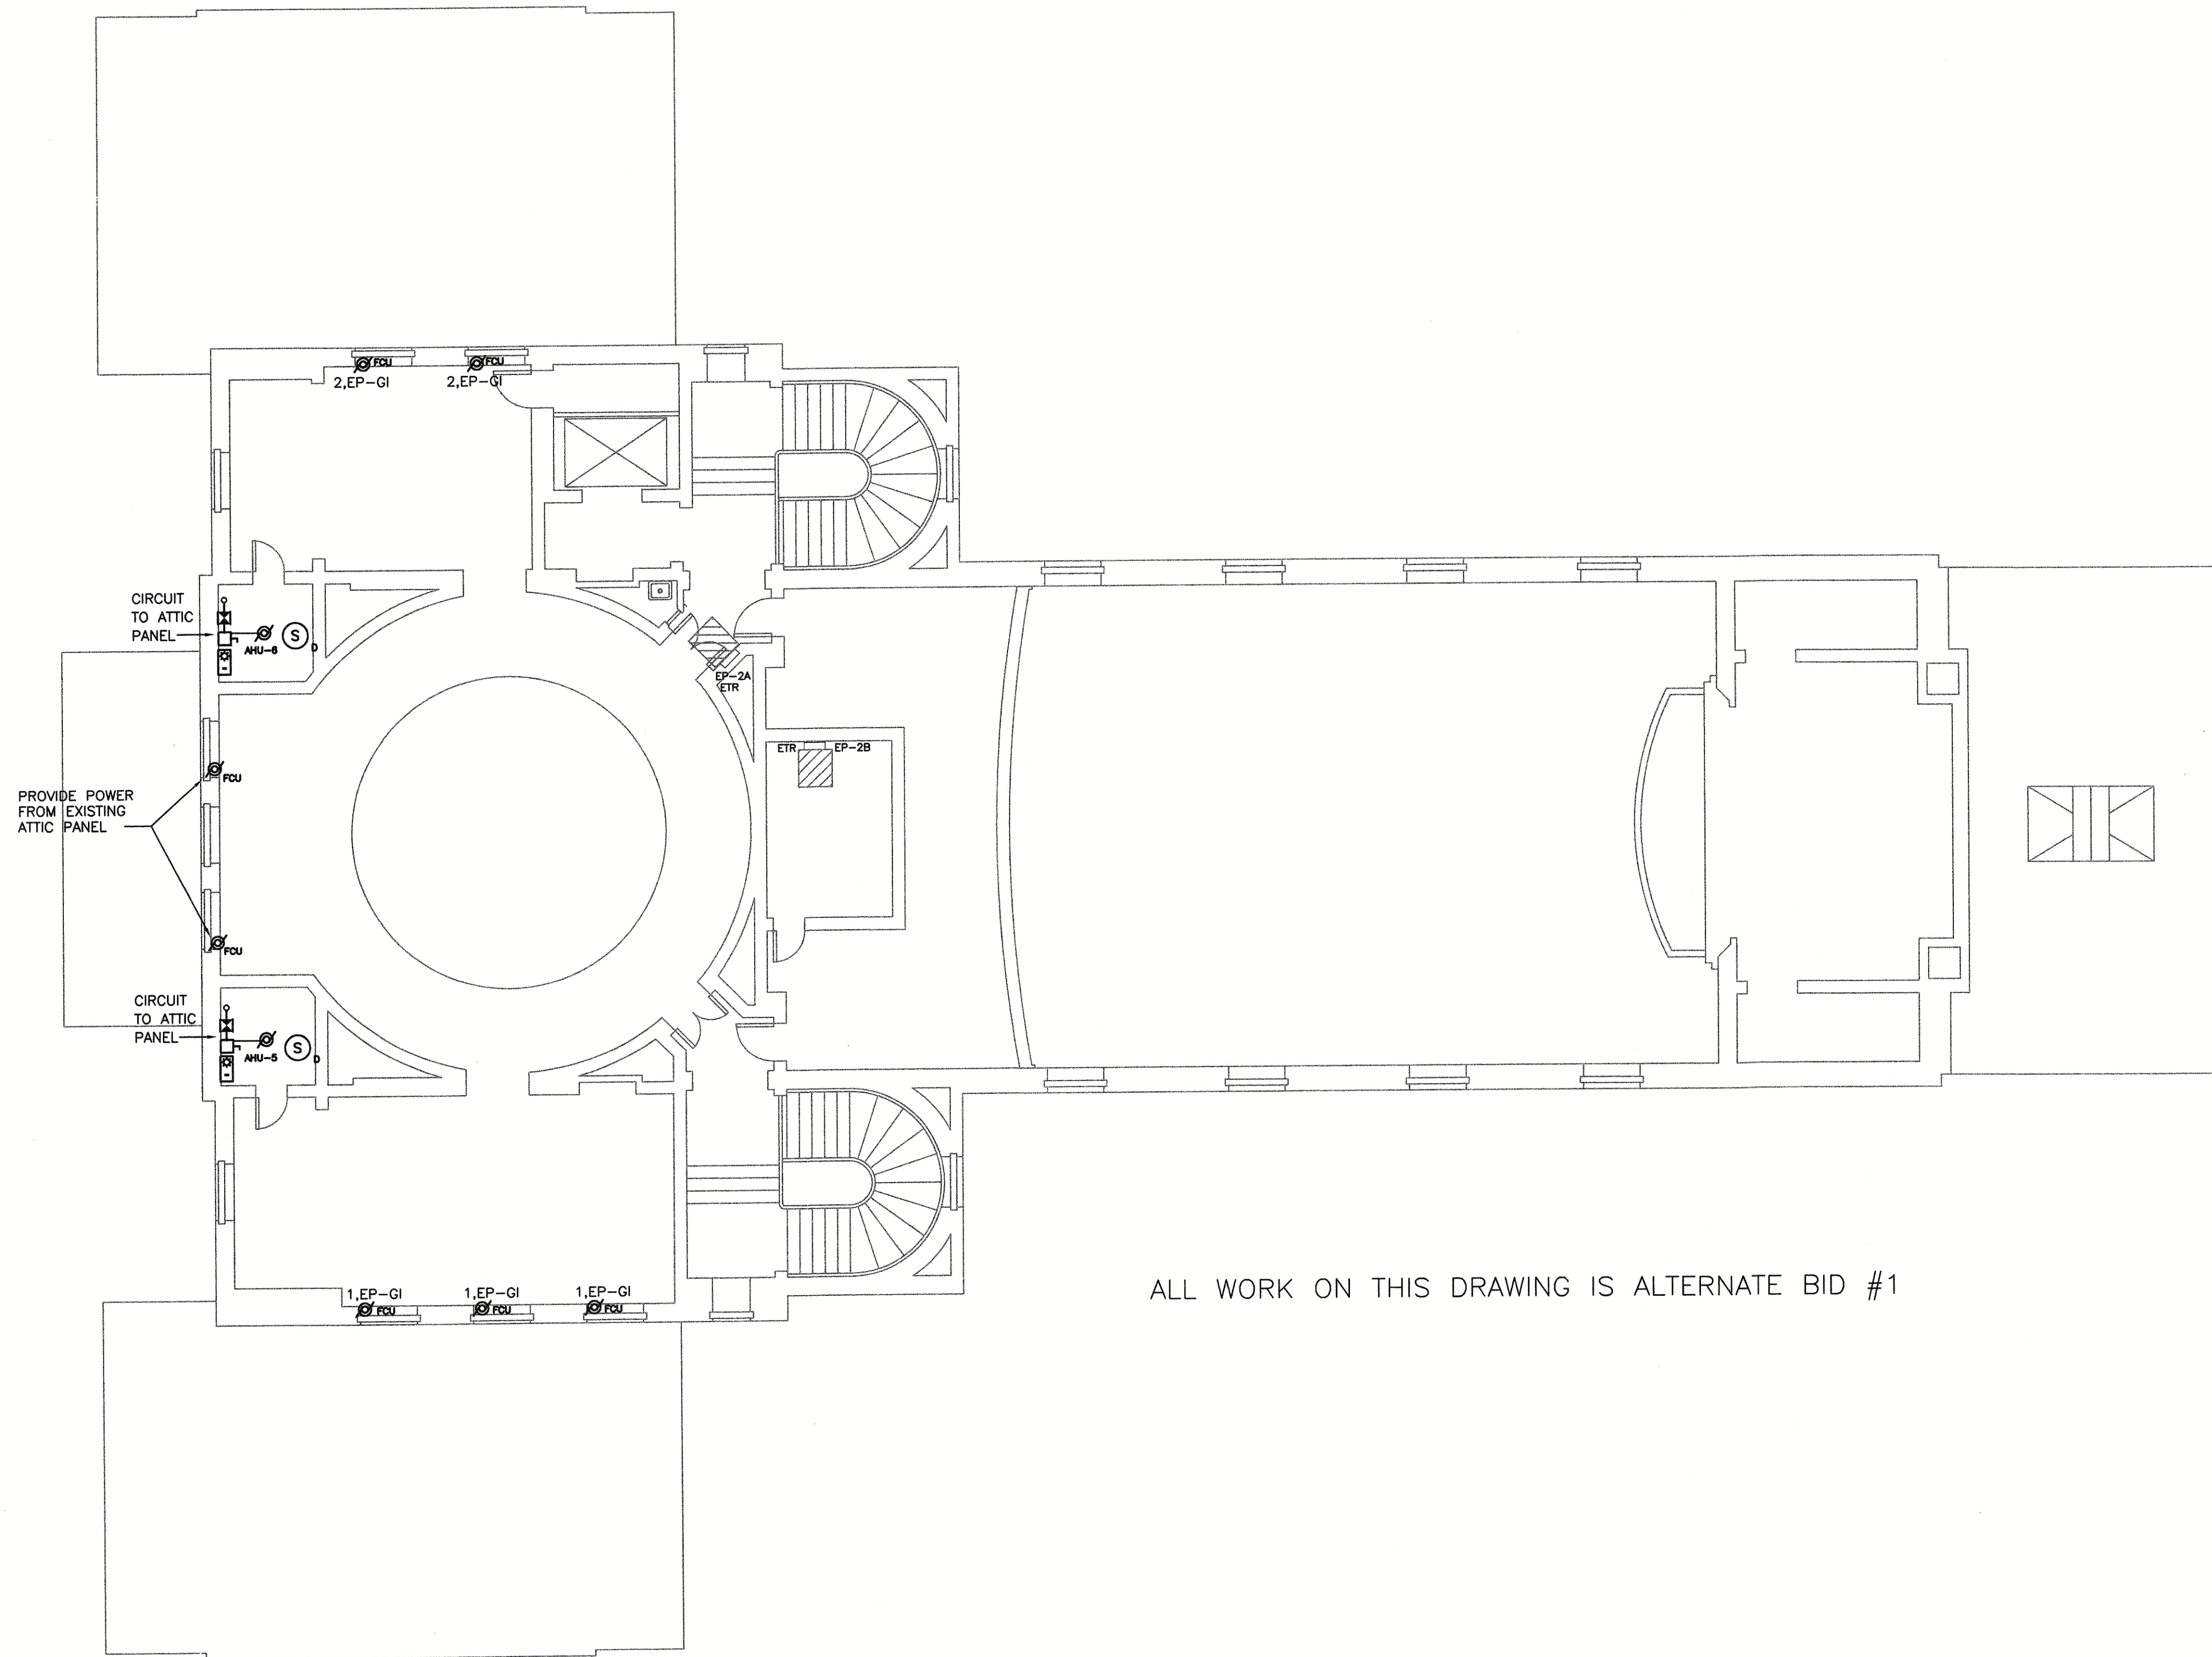 FCU
FCU
2,EP-GI
2,EP-GI
CIRCUIT
TO ATTIC
PANEL
AHU-6
S
D
EP-2A
ETR
ETR
EP-2B
FCU
PROVIDE POWER
FROM EXISTING
ATTIC PANEL
FCU
CIRCUIT
TO ATTIC
PANEL
AHU-5
S
D
1,EP-GI
1,EP-GI
1,EP-GI
FCU
FCU
FCU
ALL WORK ON THIS DRAWING IS ALTERNATE BID #1